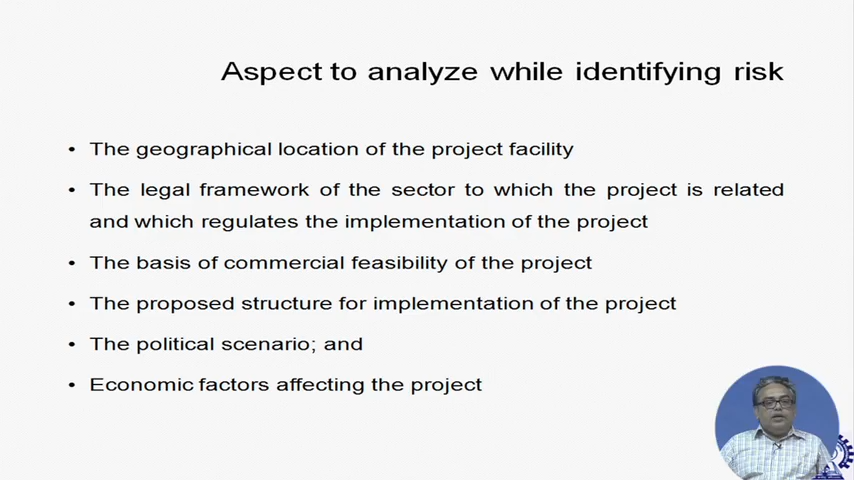 Aspect to analyze while identifying risk
• The geographical location of the project facility
• The legal framework of the sector to which the project is related
and which regulates the implementation of the project
• The basis of commercial feasibility of the project
• The proposed structure for implementation of the project
• The political scenario; and
• Economic factors affecting the project